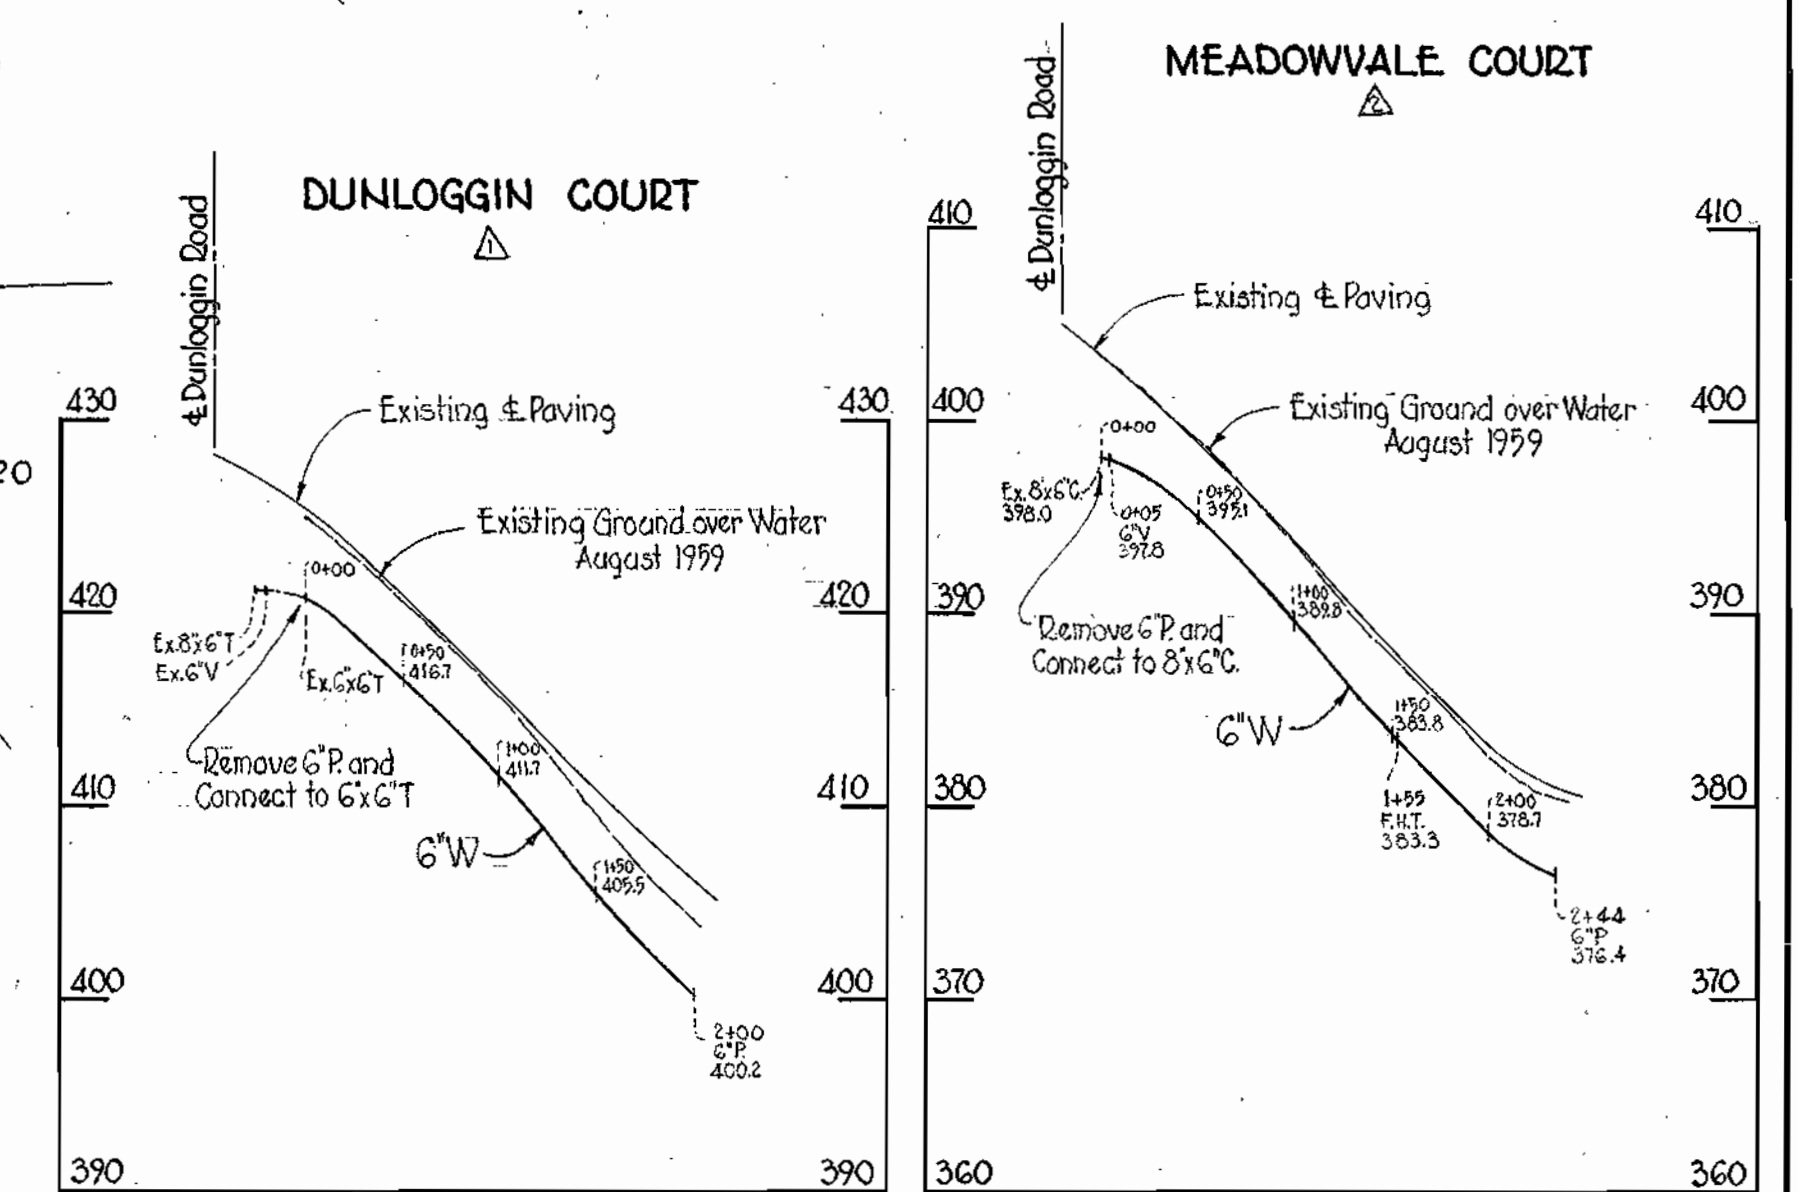 MEADOWVALE COURT
2
℄ Dunloggin Road
DUNLOGGIN COURT
1
℄ Dunloggin Road
410
410
Existing ℄ Paving
430
Existing ℄ Paving
430
400
Existing Ground over Water
August 1959
400
0+00
Ex. 8"x6"C.
398.0
0+05
6"V
397.8
0+50
395.1
20
Existing Ground over Water
August 1959
0+00
420
420
390
1+00
389.8
390
Ex. 8"x6"T
Ex. 6"V
Ex. 6"x6"T
0+50
416.7
Remove 6"P. and
Connect to 8"x6"C.
6"W
1+50
383.8
Remove 6"P. and
Connect to 6"x6"T
1+00
411.7
410
410
380
380
1+55
F.H.T.
383.3
2+00
378.7
6"W
1+50
405.5
2+44
6"P
376.4
400
400
370
370
2+00
6"P.
400.2
390
390
360
360